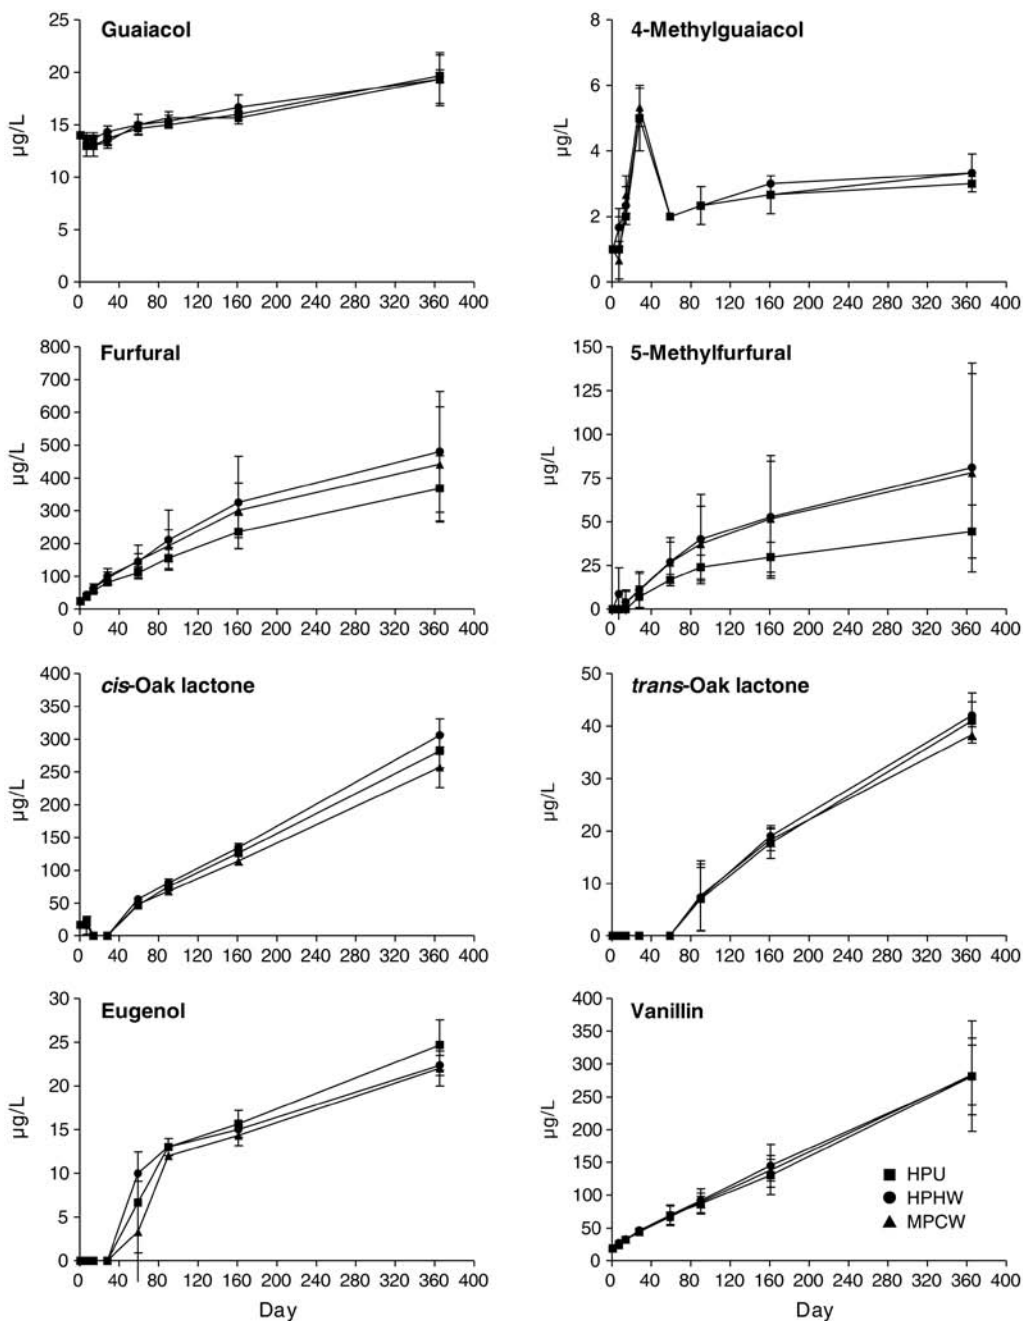 Guaiacol
25
20
15
10
5
0
µg/L
0 40 80 120 160 200 240 280 320 360 400
4-Methylguaiacol
8
6
4
2
0
µg/L
0 40 80 120 160 200 240 280 320 360 400
Furfural
800
700
600
500
400
300
200
100
0
µg/L
0 40 80 120 160 200 240 280 320 360 400
5-Methylfurfural
150
125
100
75
50
25
0
µg/L
0 40 80 120 160 200 240 280 320 360 400
cis-Oak lactone
400
350
300
250
200
150
100
50
0
µg/L
0 40 80 120 160 200 240 280 320 360 400
trans-Oak lactone
50
40
30
20
10
0
µg/L
0 40 80 120 160 200 240 280 320 360 400
Eugenol
30
25
20
15
10
5
0
µg/L
0 40 80 120 160 200 240 280 320 360 400
Day
Vanillin
400
350
300
250
200
150
100
50
0
µg/L
HPU
HPHW
MPCW
0 40 80 120 160 200 240 280 320 360 400
Day